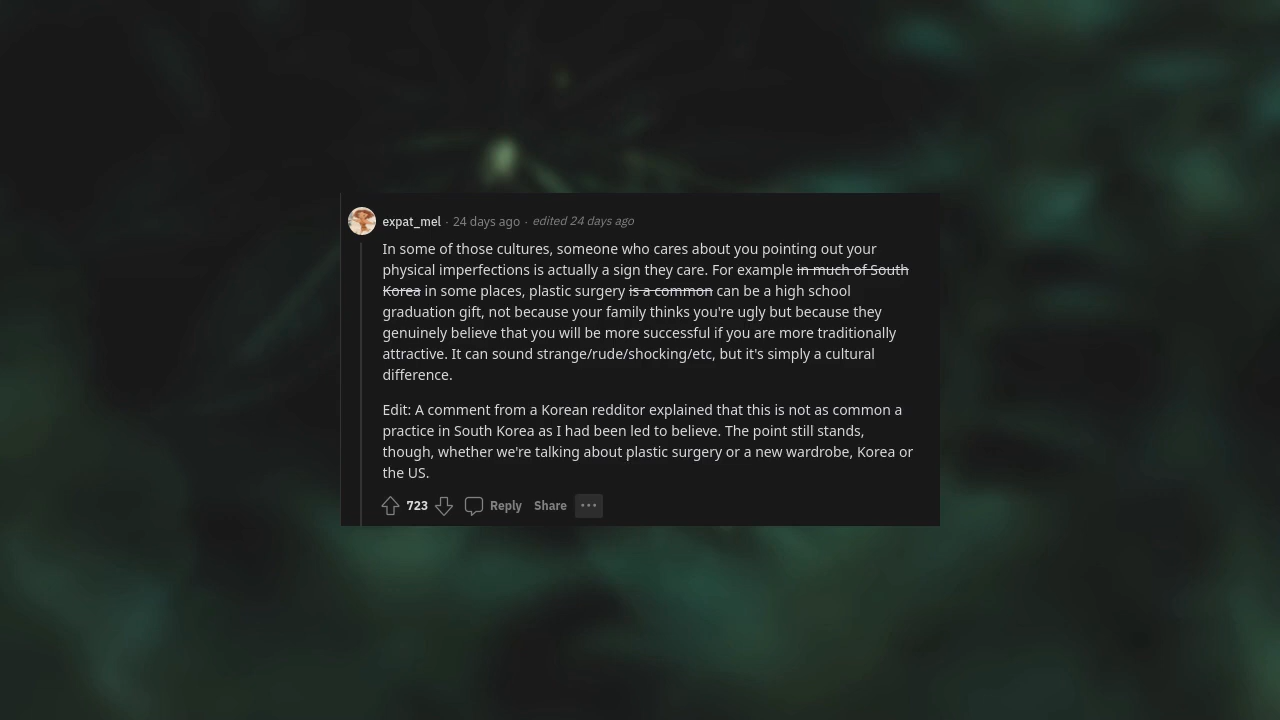 expat_mel · 24 days ago · edited 24 days ago
In some of those cultures, someone who cares about you pointing out your
physical imperfections is actually a sign they care. For example in much of South
Korea in some places, plastic surgery is a common can be a high school
graduation gift, not because your family thinks you're ugly but because they
genuinely believe that you will be more successful if you are more traditionally
attractive. It can sound strange/rude/shocking/etc, but it's simply a cultural
difference.
Edit: A comment from a Korean redditor explained that this is not as common a
practice in South Korea as I had been led to believe. The point still stands,
though, whether we're talking about plastic surgery or a new wardrobe, Korea or
the US.
723 Reply Share ···